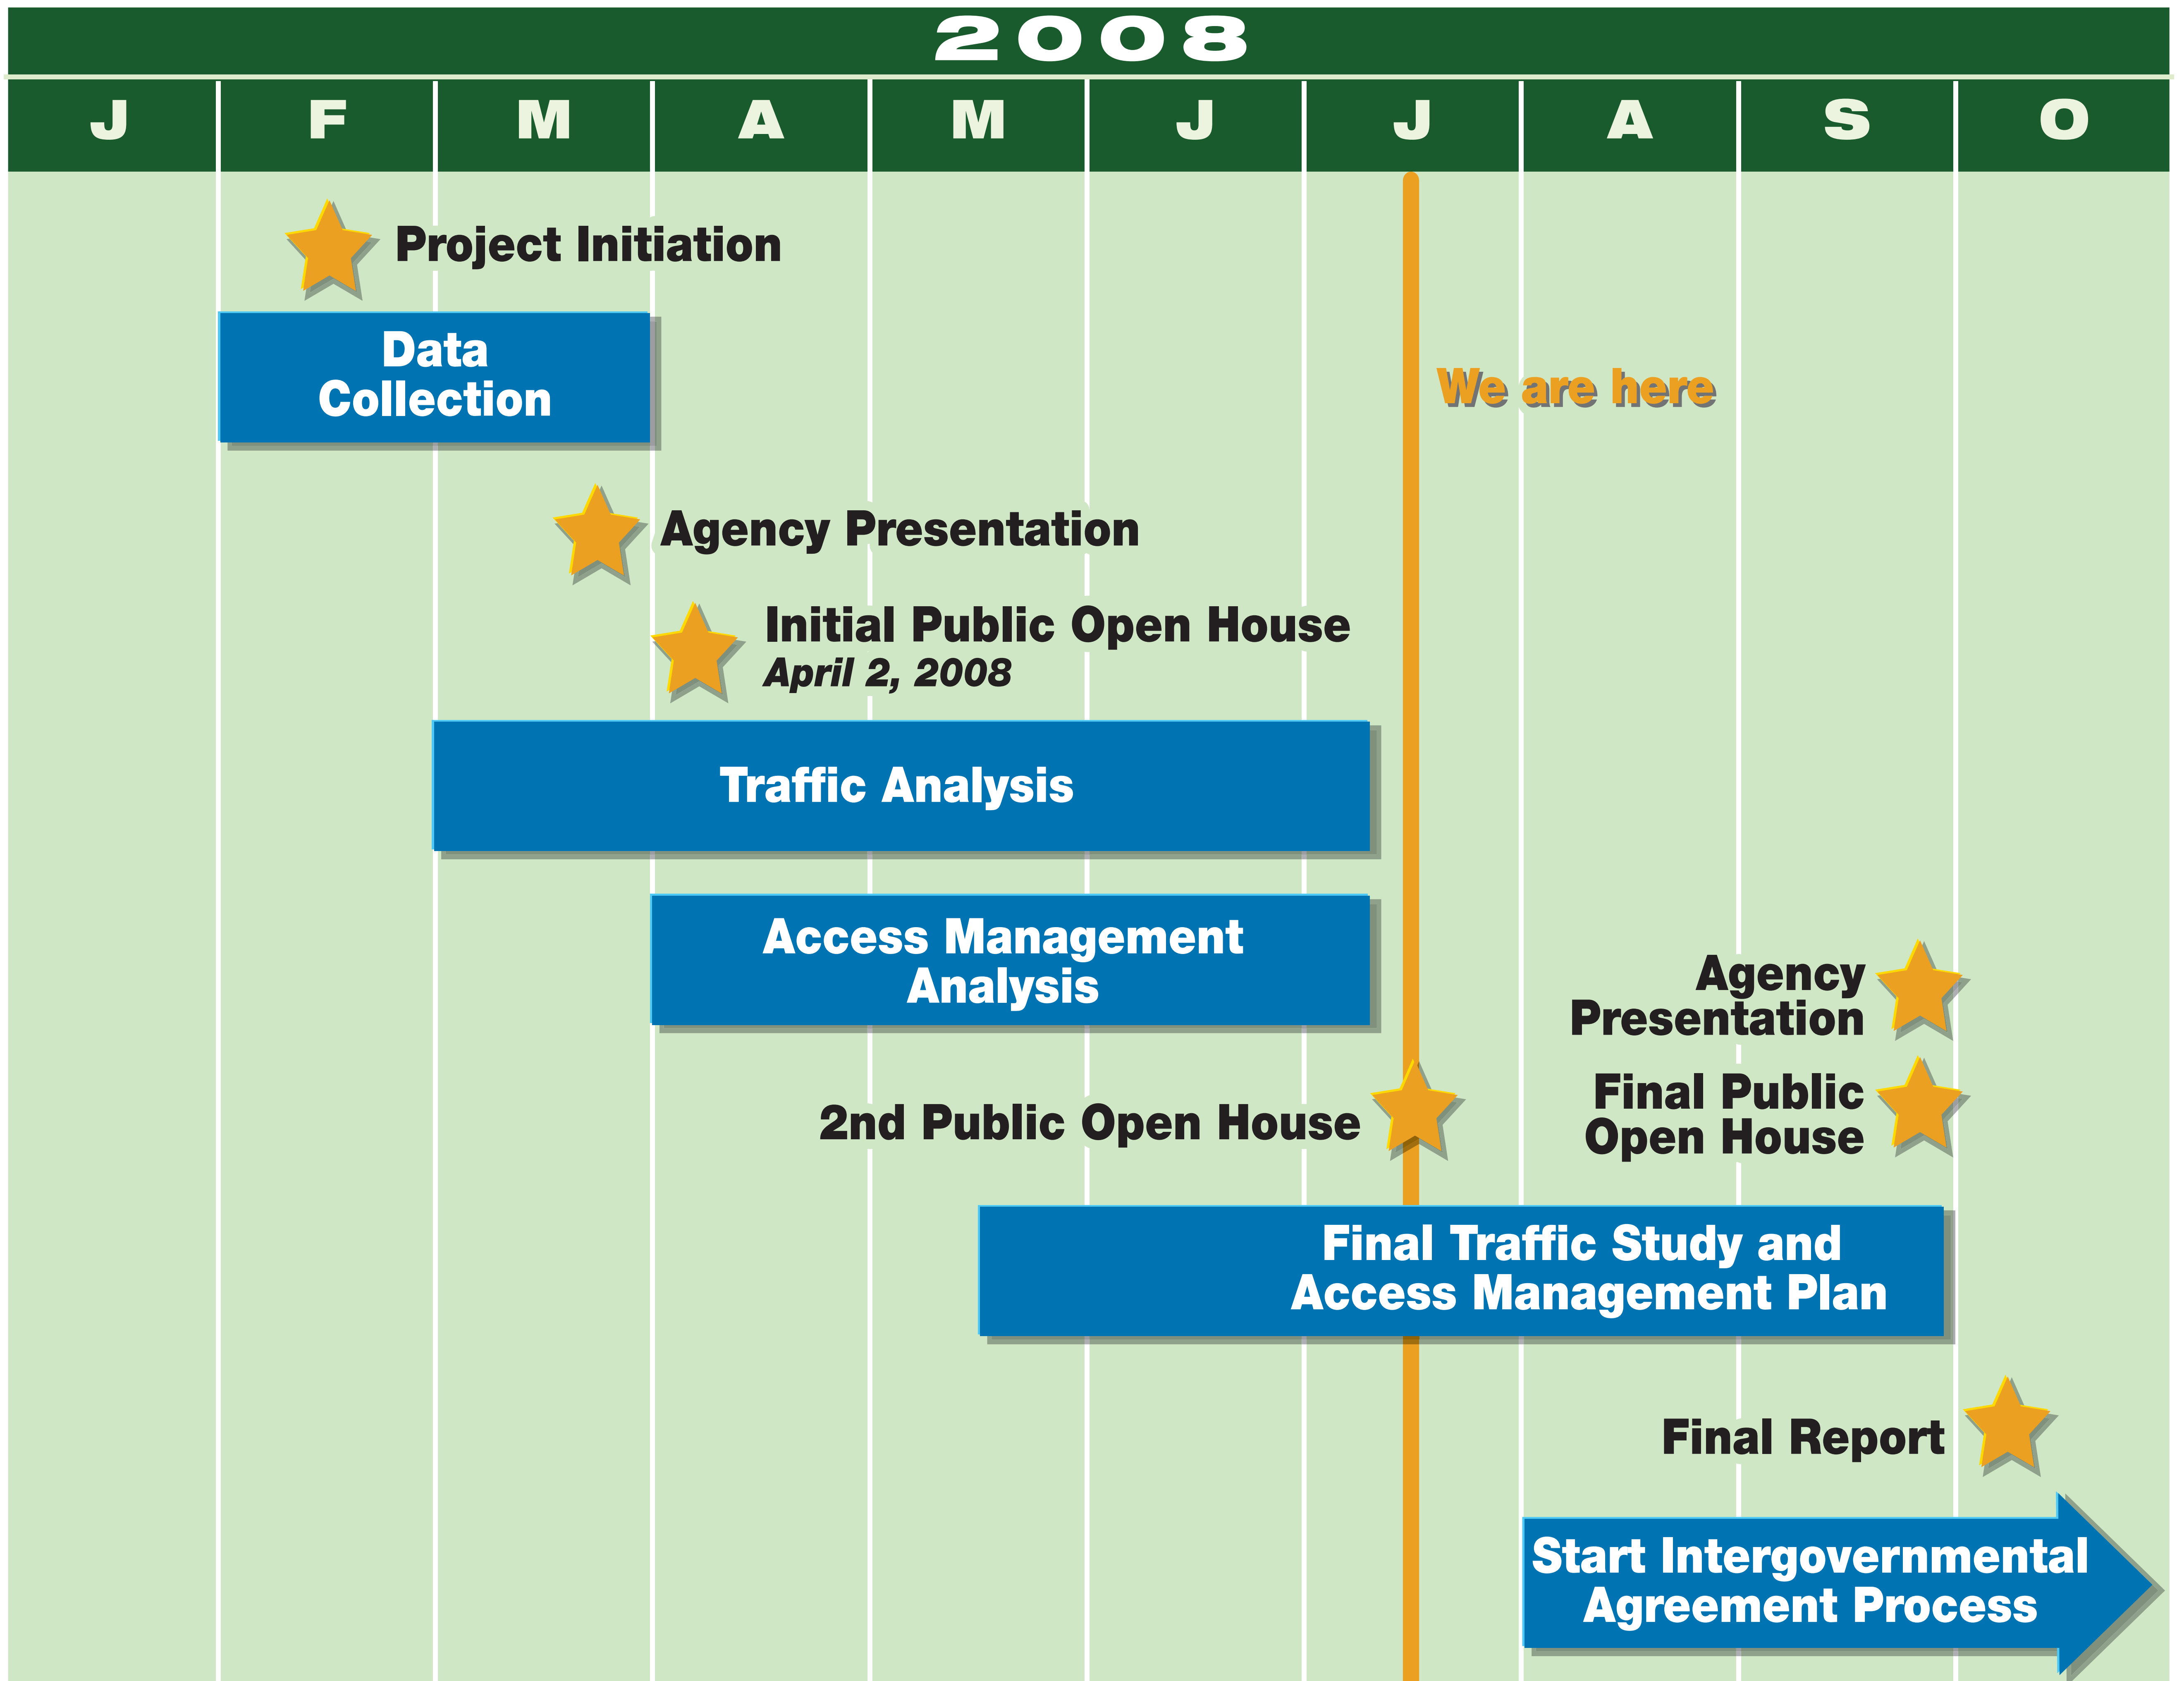 2008
J F M A M J J A S O
Project Initiation
Data
Collection
We are here
Agency Presentation
Initial Public Open House
April 2, 2008
Traffic Analysis
Access Management
Analysis
Agency
Presentation
2nd Public Open House
Final Public
Open House
Final Traffic Study and
Access Management Plan
Final Report
Start Intergovernmental
Agreement Process